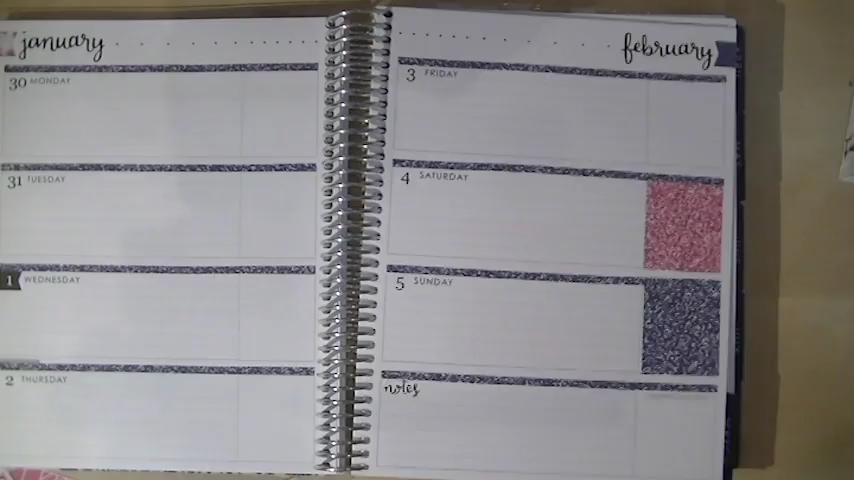 january
30 MONDAY
31 TUESDAY
1 WEDNESDAY
2 THURSDAY
february
3 FRIDAY
4 SATURDAY
5 SUNDAY
notes